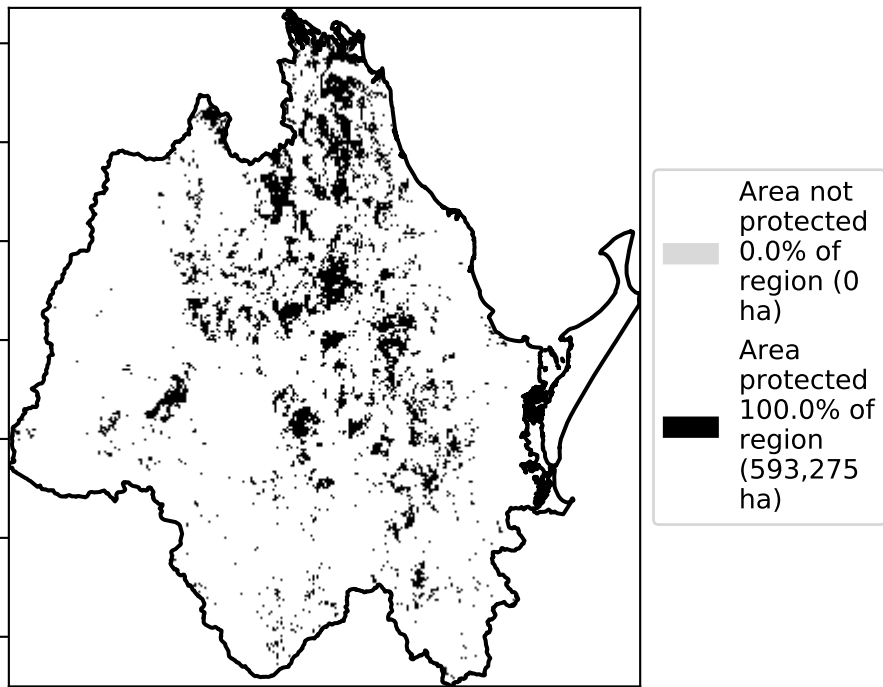 Area not
protected
0.0% of
region (0
ha)
Area
protected
100.0% of
region
(593,275
ha)